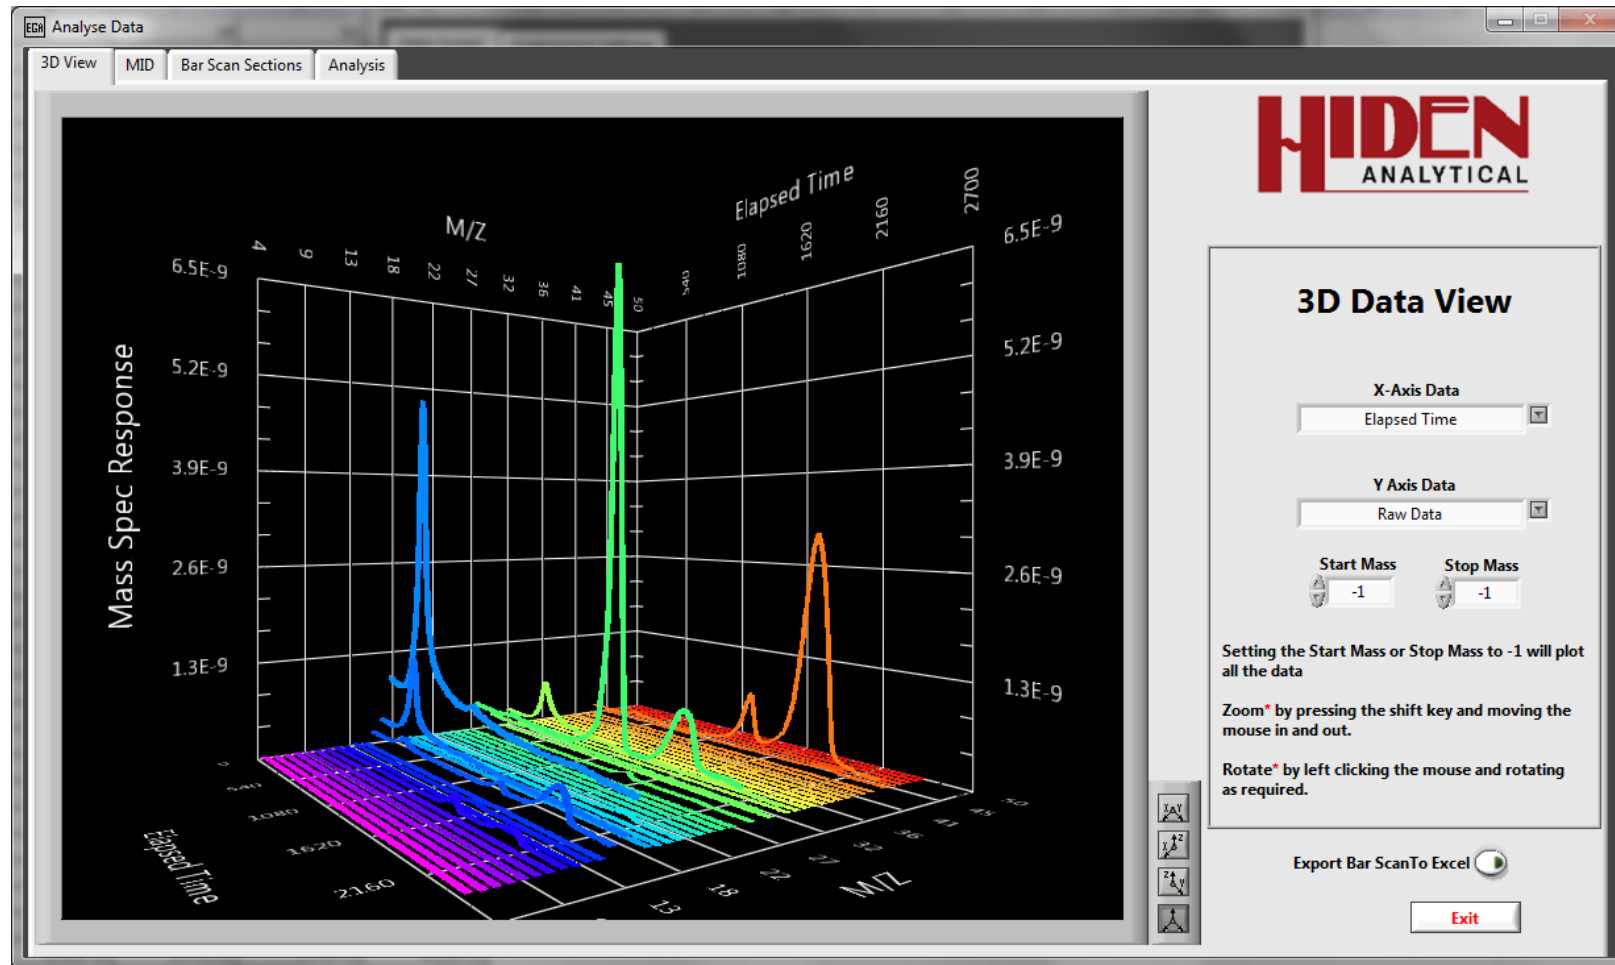 EGA Analyse Data
3D View MID Bar Scan Sections Analysis
HIDEN
ANALYTICAL
M/Z
4 9 13 18 22 27 32 36 41 45 50
Elapsed Time
540 1080 1620 2160 2700
Mass Spec Response
6.5E-9
5.2E-9
3.9E-9
2.6E-9
1.3E-9
6.5E-9
5.2E-9
3.9E-9
2.6E-9
1.3E-9
0
540
1080
1620
2160
Elapsed Time
13 18 22 27 32 36 41 45 50
M/Z
3D Data View
X-Axis Data
Elapsed Time
Y Axis Data
Raw Data
Start Mass Stop Mass
-1 -1
Setting the Start Mass or Stop Mass to -1 will plot
all the data
Zoom* by pressing the shift key and moving the
mouse in and out.
Rotate* by left clicking the mouse and rotating
as required.
Export Bar ScanTo Excel
Exit